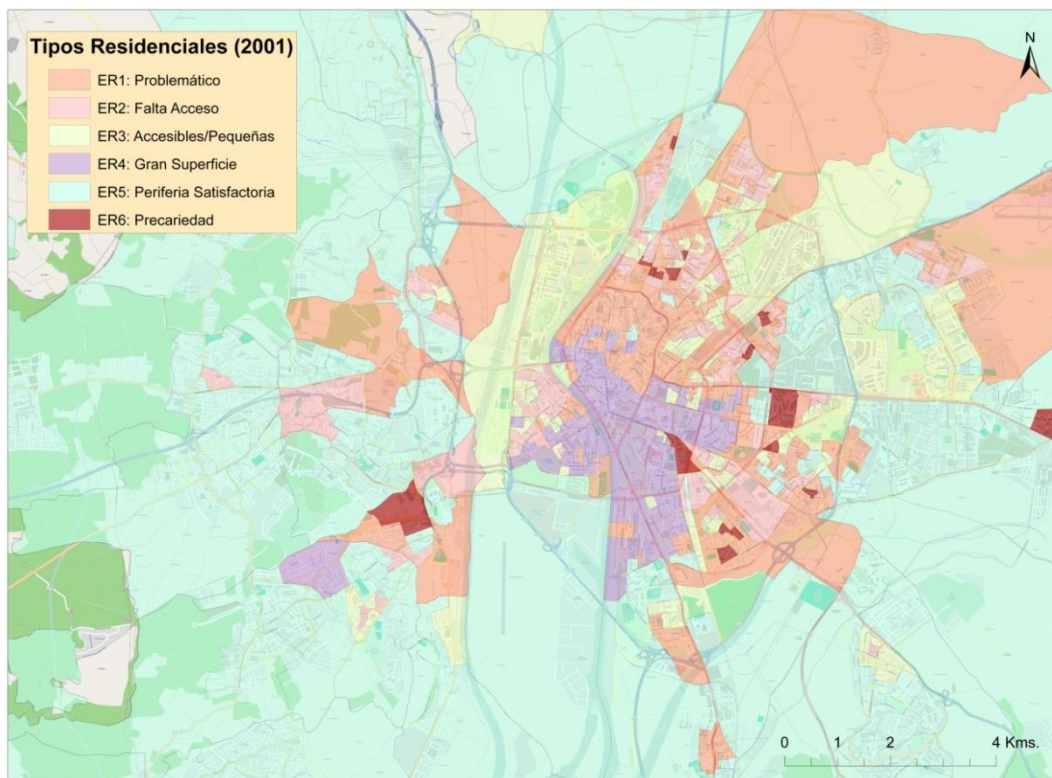 Tipos Residenciales (2001)
ER1: Problemático
ER2: Falta Acceso
ER3: Accesibles/Pequeñas
ER4: Gran Superficie
ER5: Periferia Satisfactoria
ER6: Precariedad
N
0 1 2 4 Kms.